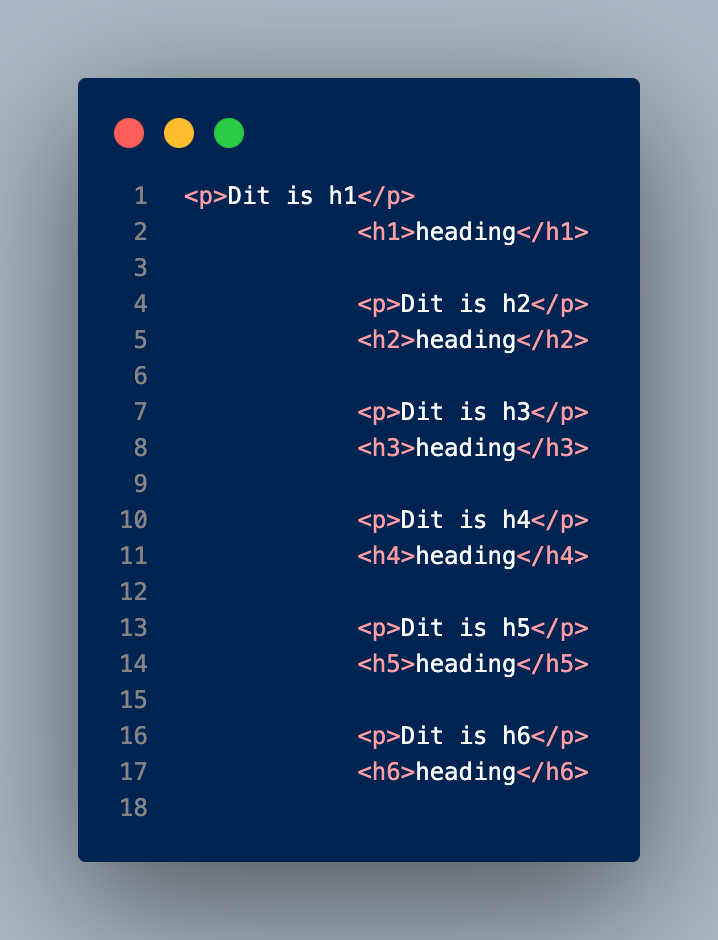 1 <p>Dit is h1</p>
2 <h1>heading</h1>
3
4 <p>Dit is h2</p>
5 <h2>heading</h2>
6
7 <p>Dit is h3</p>
8 <h3>heading</h3>
9
10 <p>Dit is h4</p>
11 <h4>heading</h4>
12
13 <p>Dit is h5</p>
14 <h5>heading</h5>
15
16 <p>Dit is h6</p>
17 <h6>heading</h6>
18